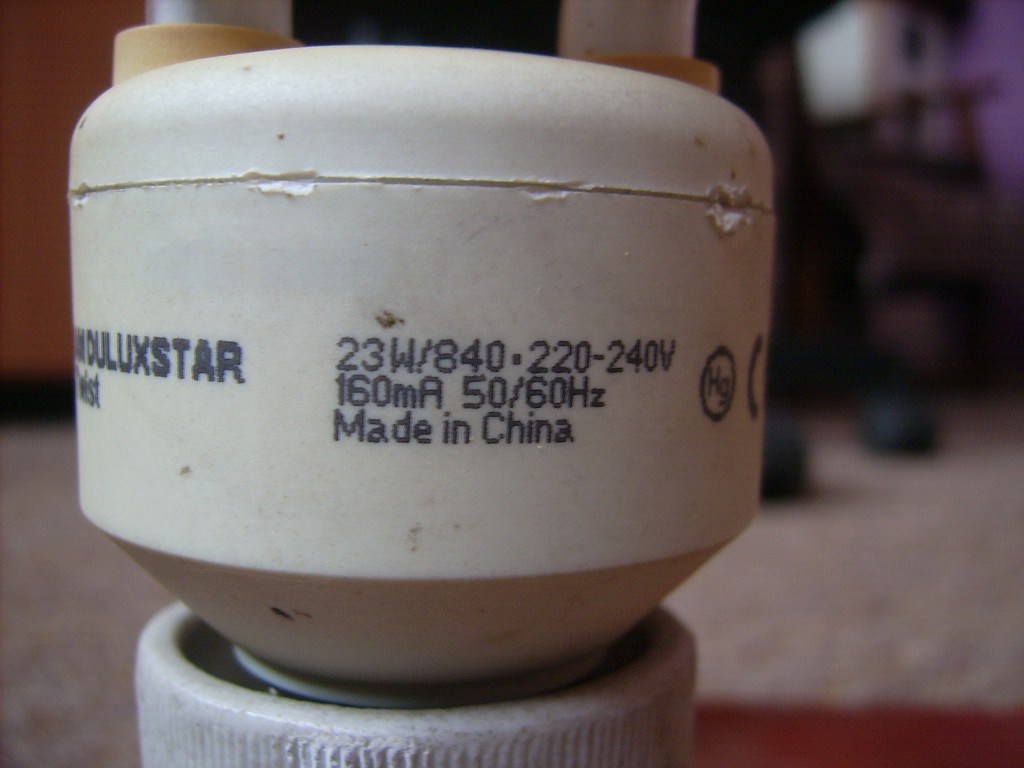 DULUXSTAR
23W/840·220-240V
160mA 50/60Hz
Made in China
Hg